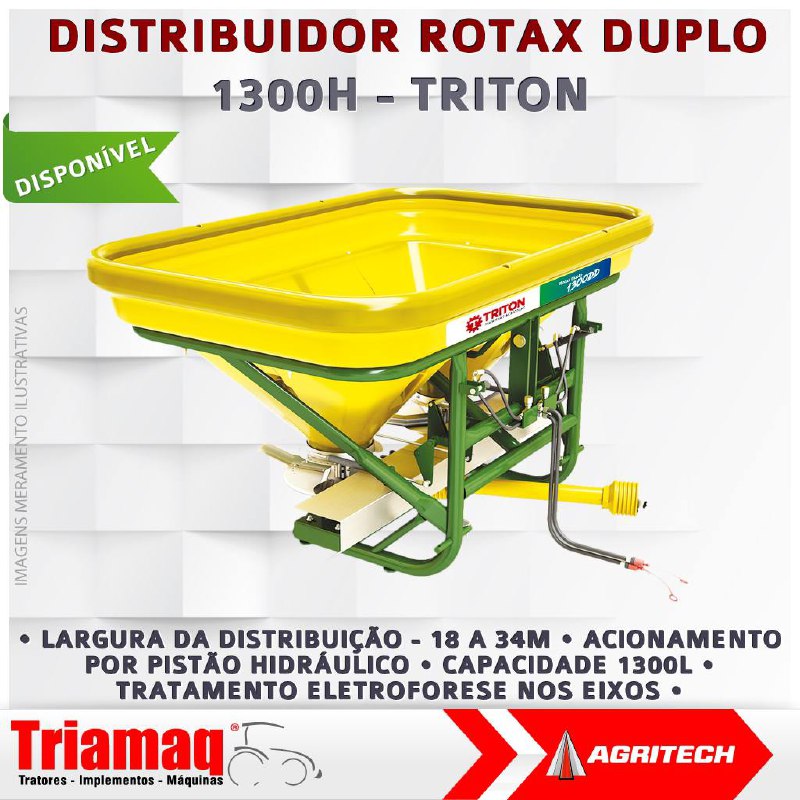 DISTRIBUIDOR ROTAX DUPLO
1300H - TRITON
DISPONÍVEL
TRITON
1300DD
IMAGENS MERAMENTO ILUSTRATIVAS
• LARGURA DA DISTRIBUIÇÃO - 18 A 34M • ACIONAMENTO
POR PISTÃO HIDRÁULICO • CAPACIDADE 1300L •
TRATAMENTO ELETROFORESE NOS EIXOS •
Triamaq®
Tratores - Implementos - Máquinas
AGRITECH